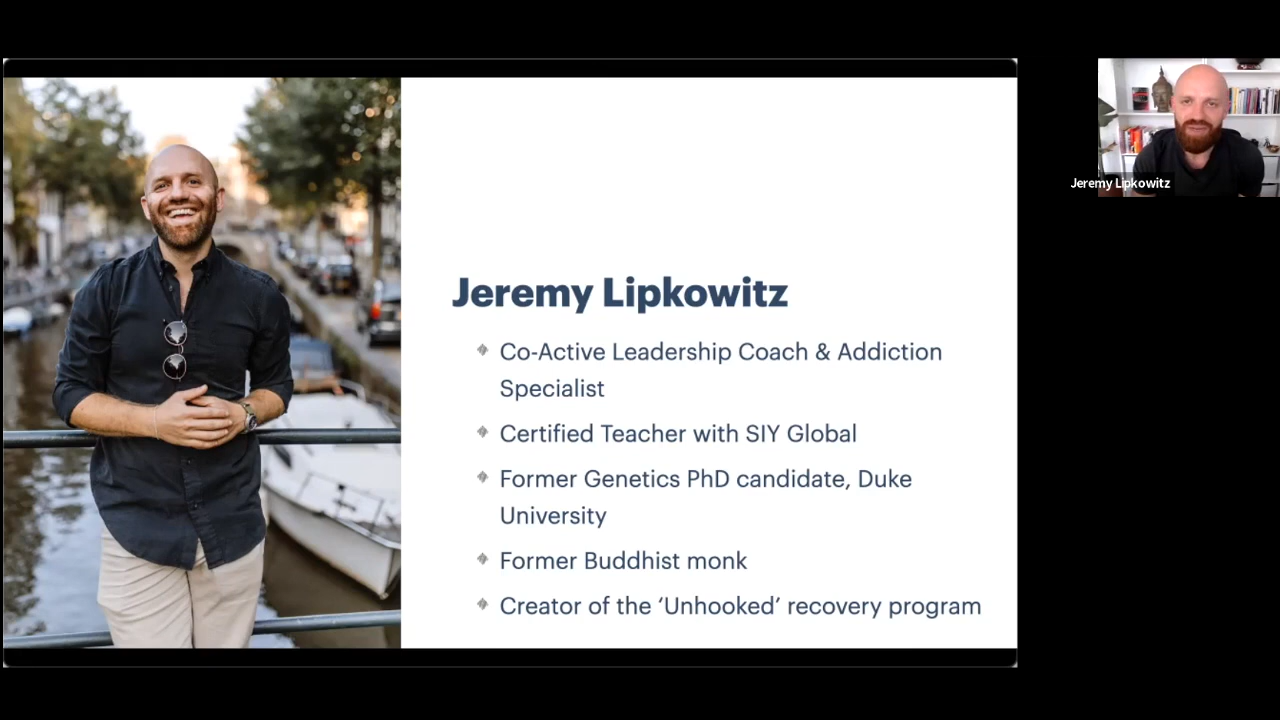 Jeremy Lipkowitz
Co-Active Leadership Coach & Addiction
Specialist
Certified Teacher with SIY Global
Former Genetics PhD candidate, Duke
University
Former Buddhist monk
Creator of the ‘Unhooked’ recovery program
Jeremy Lipkowitz